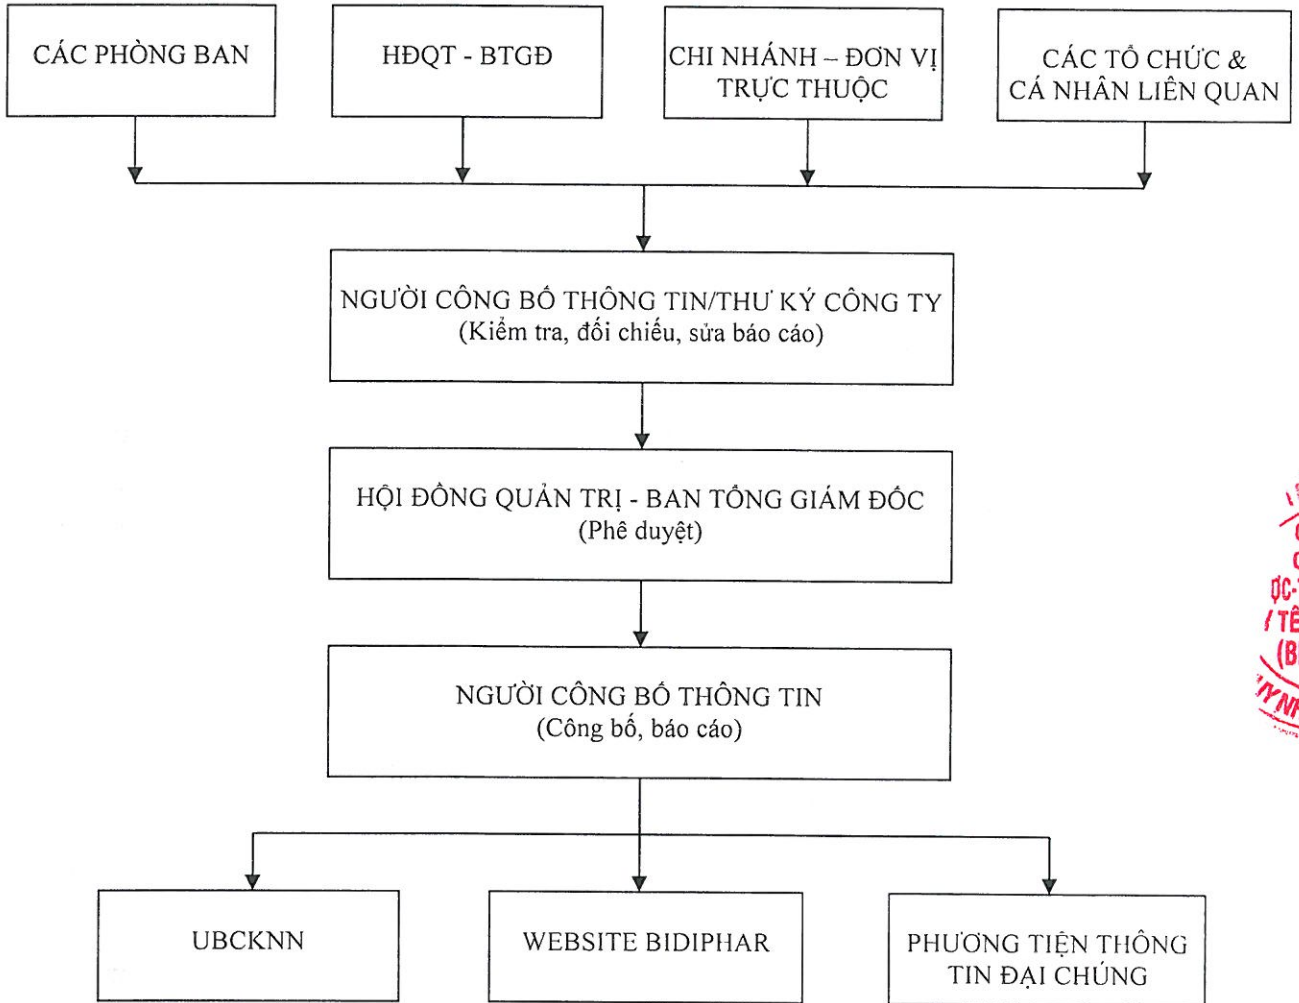 CÁC PHÒNG BAN
HĐQT - BTGĐ
CHI NHÁNH – ĐƠN VỊ
TRỰC THUỘC
CÁC TỔ CHỨC &
CÁ NHÂN LIÊN QUAN
NGƯỜI CÔNG BỐ THÔNG TIN/THƯ KÝ CÔNG TY
(Kiểm tra, đối chiếu, sửa báo cáo)
HỘI ĐỒNG QUẢN TRỊ - BAN TỔNG GIÁM ĐỐC
(Phê duyệt)
NGƯỜI CÔNG BỐ THÔNG TIN
(Công bố, báo cáo)
UBCKNN
WEBSITE BIDIPHAR
PHƯƠNG TIỆN THÔNG
TIN ĐẠI CHÚNG